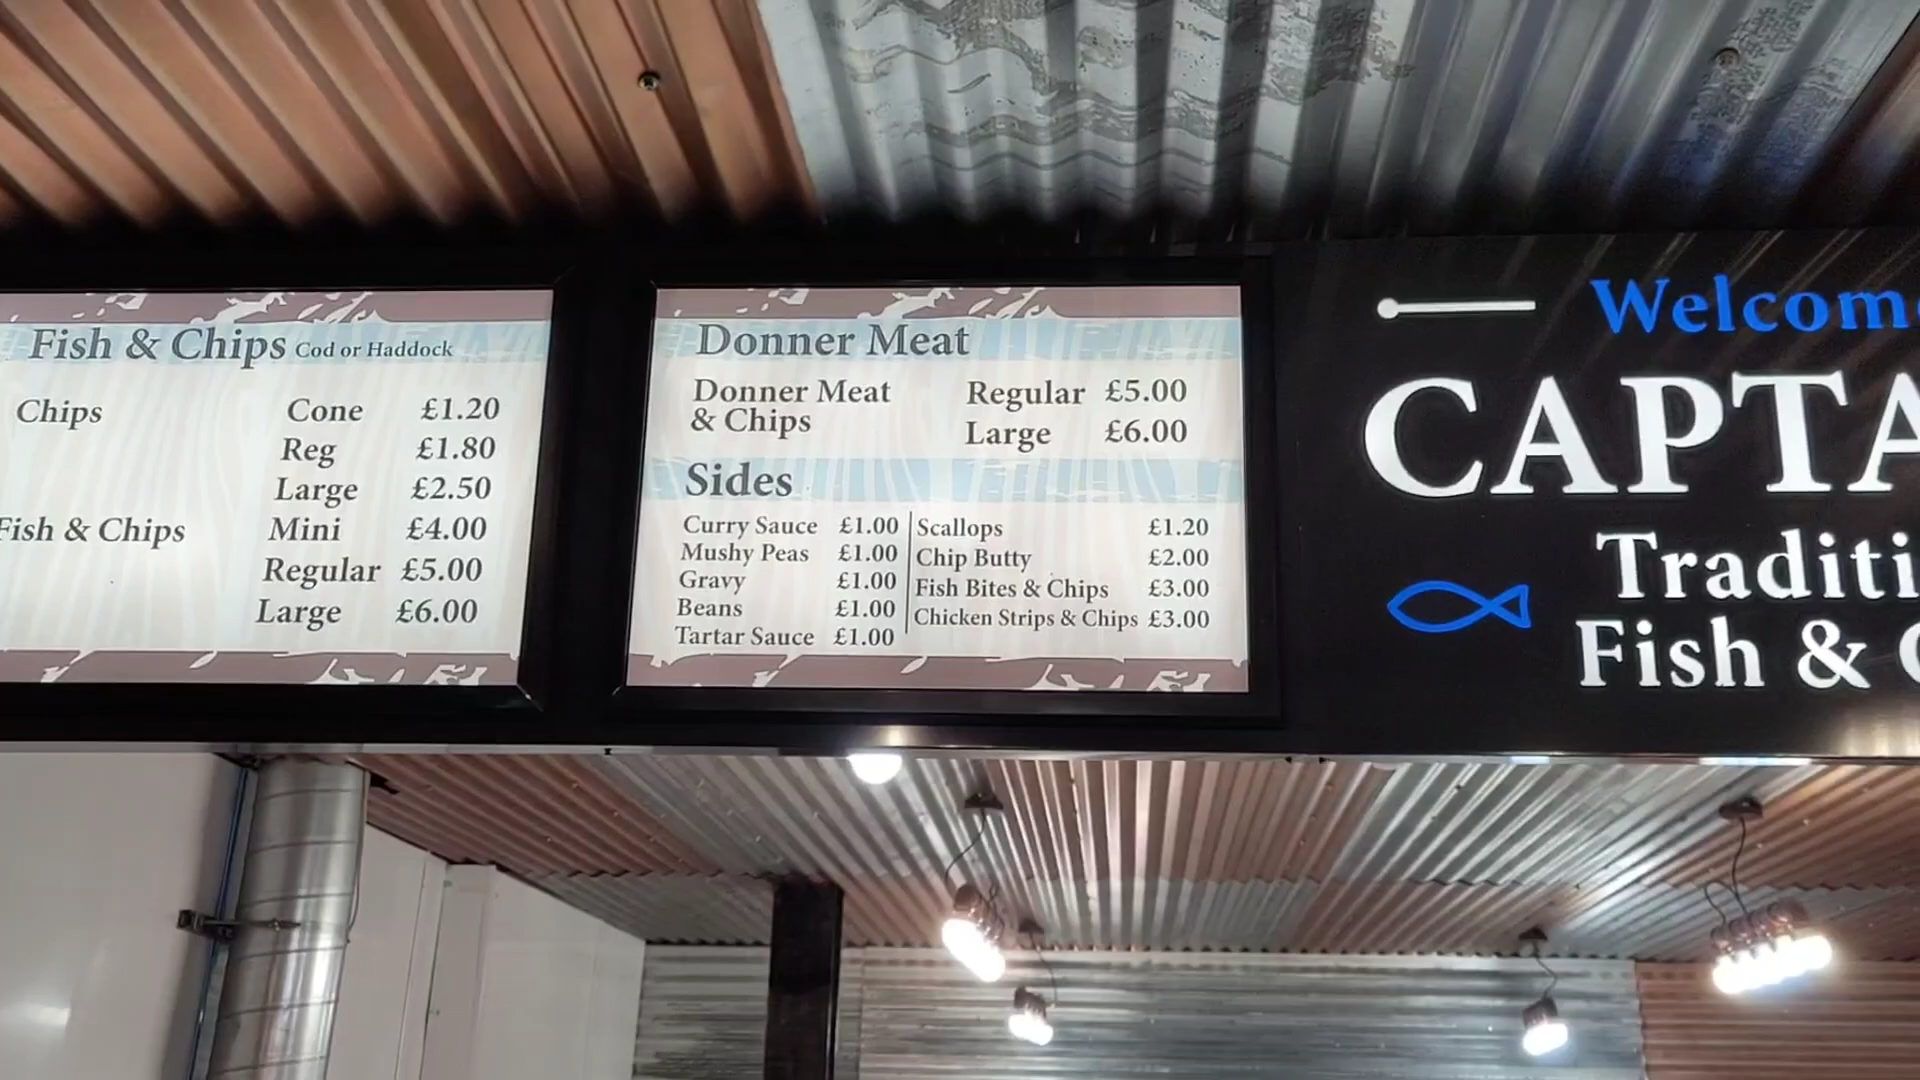 Fish & Chips Cod or Haddock
Chips Cone £1.20
Reg £1.80
Large £2.50
Fish & Chips Mini £4.00
Regular £5.00
Large £6.00
Donner Meat
Donner Meat Regular £5.00
& Chips Large £6.00
Sides
Curry Sauce £1.00
Mushy Peas £1.00
Gravy £1.00
Beans £1.00
Tartar Sauce £1.00
Scallops £1.20
Chip Butty £2.00
Fish Bites & Chips £3.00
Chicken Strips & Chips £3.00
Welcome
CAPTA
Traditi
Fish & C